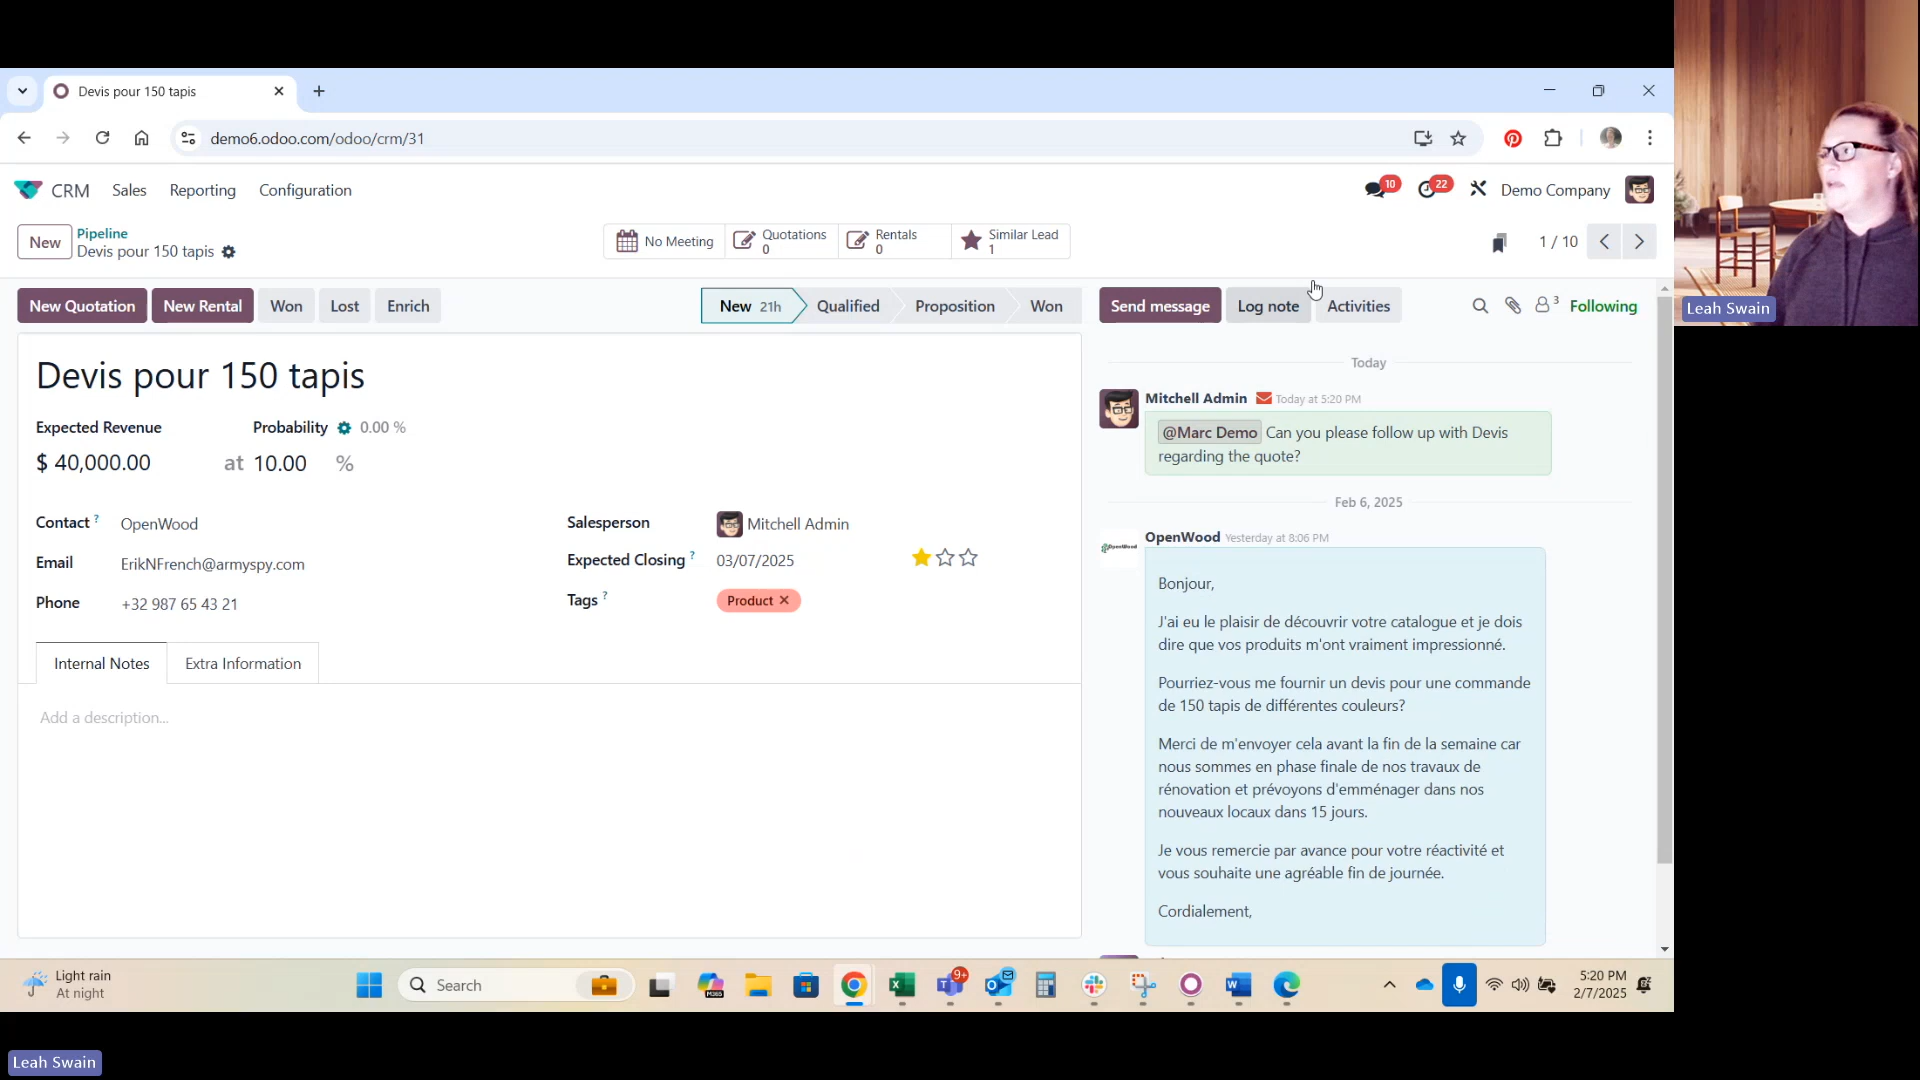 Devis pour 150 tapis
demo6.odoo.com/odoo/crm/31
CRM Sales Reporting Configuration
10 22 Demo Company
New
Pipeline
Devis pour 150 tapis
No Meeting
Quotations
0
Rentals
0
Similar Lead
1
1 / 10
New Quotation New Rental Won Lost Enrich
New 21h Qualified Proposition Won
Send message Log note Activities 3 Following
Devis pour 150 tapis
Expected Revenue Probability 0.00 %
$ 40,000.00 at 10.00 %
Contact ? OpenWood
Email ErikNFrench@armyspy.com
Phone +32 987 65 43 21
Salesperson Mitchell Admin
Expected Closing ? 03/07/2025
Tags ? Product
Internal Notes Extra Information
Add a description...
Today
Mitchell Admin Today at 5:20 PM
@Marc Demo Can you please follow up with Devis
regarding the quote?
Feb 6, 2025
OpenWood Yesterday at 8:06 PM
Bonjour,
J'ai eu le plaisir de découvrir votre catalogue et je dois
dire que vos produits m'ont vraiment impressionné.
Pourriez-vous me fournir un devis pour une commande
de 150 tapis de différentes couleurs?
Merci de m'envoyer cela avant la fin de la semaine car
nous sommes en phase finale de nos travaux de
rénovation et prévoyons d'emménager dans nos
nouveaux locaux dans 15 jours.
Je vous remercie par avance pour votre réactivité et
vous souhaite une agréable fin de journée.
Cordialement,
Leah Swain
Light rain
At night
Search
9+
5:20 PM
2/7/2025
Leah Swain